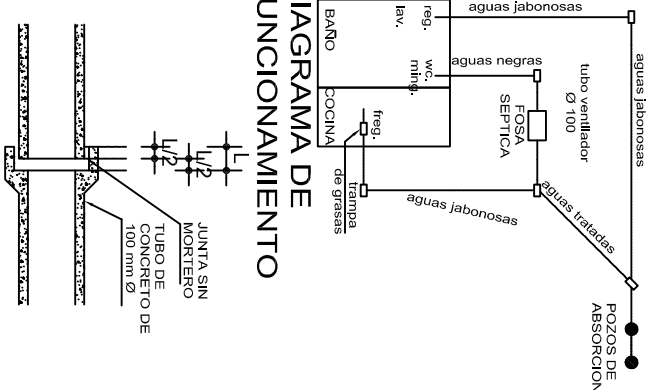 aguas jabonosas
reg.
lav.
BAÑO
wc.
ming.
aguas negras
aguas jabonosas
tubo ventilador
Ø 100
FOSA
SEPTICA
COCINA
freg.
trampa
de grasas
aguas jabonosas
aguas tratadas
POZOS DE
ABSORCION
IAGRAMA DE
UNCIONAMIENTO
L
L/2
L/2
JUNTA SIN
MORTERO
TUBO DE
CONCRETO DE
100 mm Ø